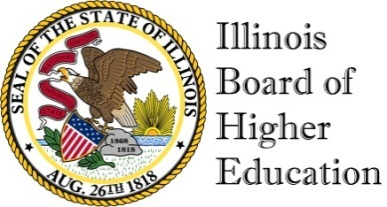 SEAL OF THE STATE OF ILLINOIS
AUG. 26TH 1818
1868
1818
Illinois
Board of
Higher
Education